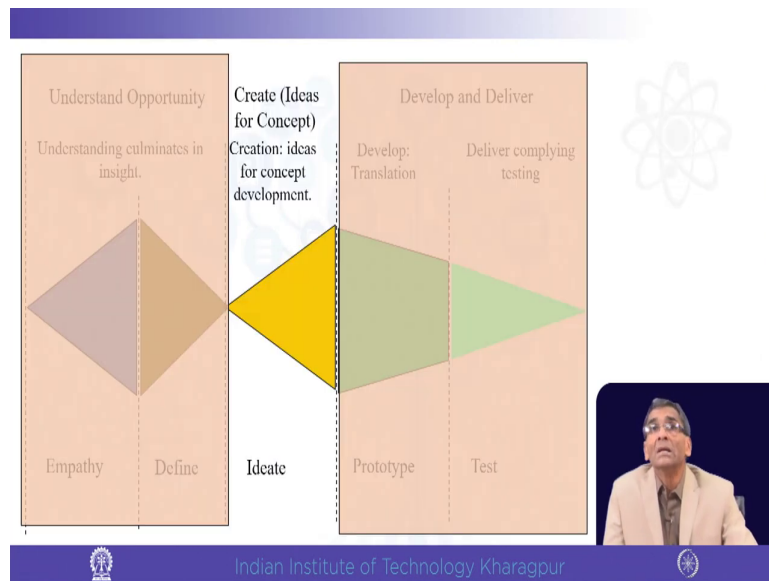 Understand Opportunity
Understanding culminates in
insight.
Create (Ideas
for Concept)
Creation: ideas
for concept
development.
Develop and Deliver
Develop:
Translation
Deliver complying
testing
Empathy
Define
Ideate
Prototype
Test
Indian Institute of Technology Kharagpur